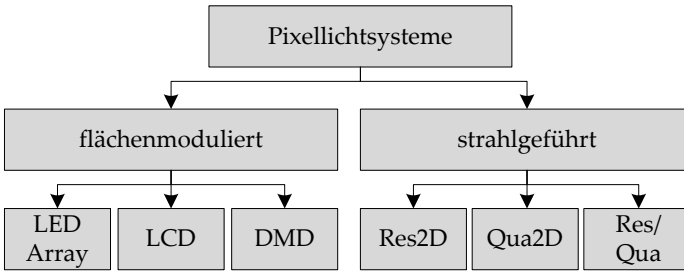 Pixellichtsysteme
flächenmoduliert
strahlgeführt
LED
Array
LCD
DMD
Res2D
Qua2D
Res/
Qua